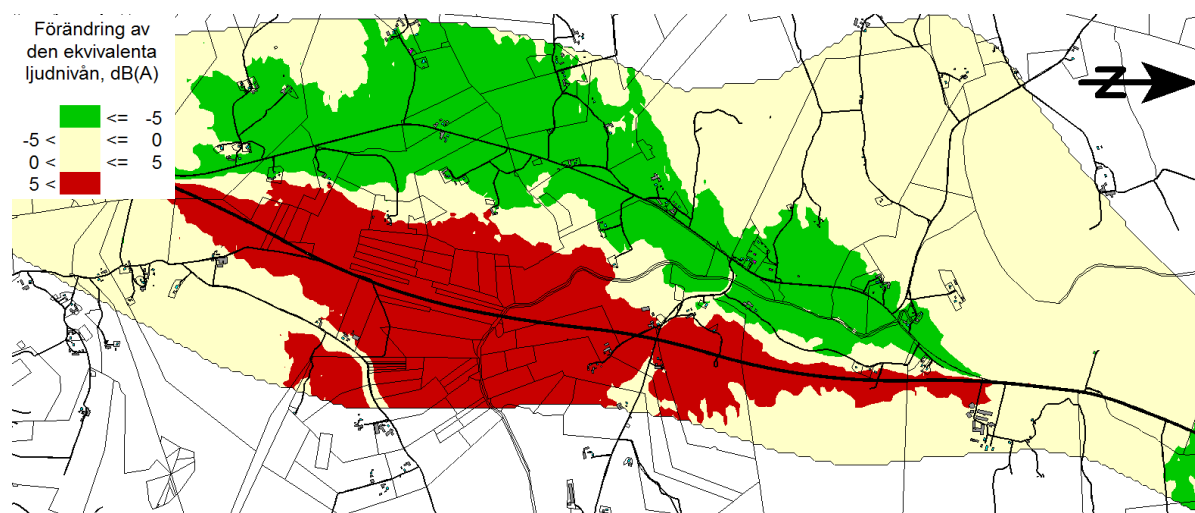 Förändring av
den ekvivalenta
ljudnivån, dB(A)
<= -5
-5 < <= 0
0 < <= 5
5 <
Z